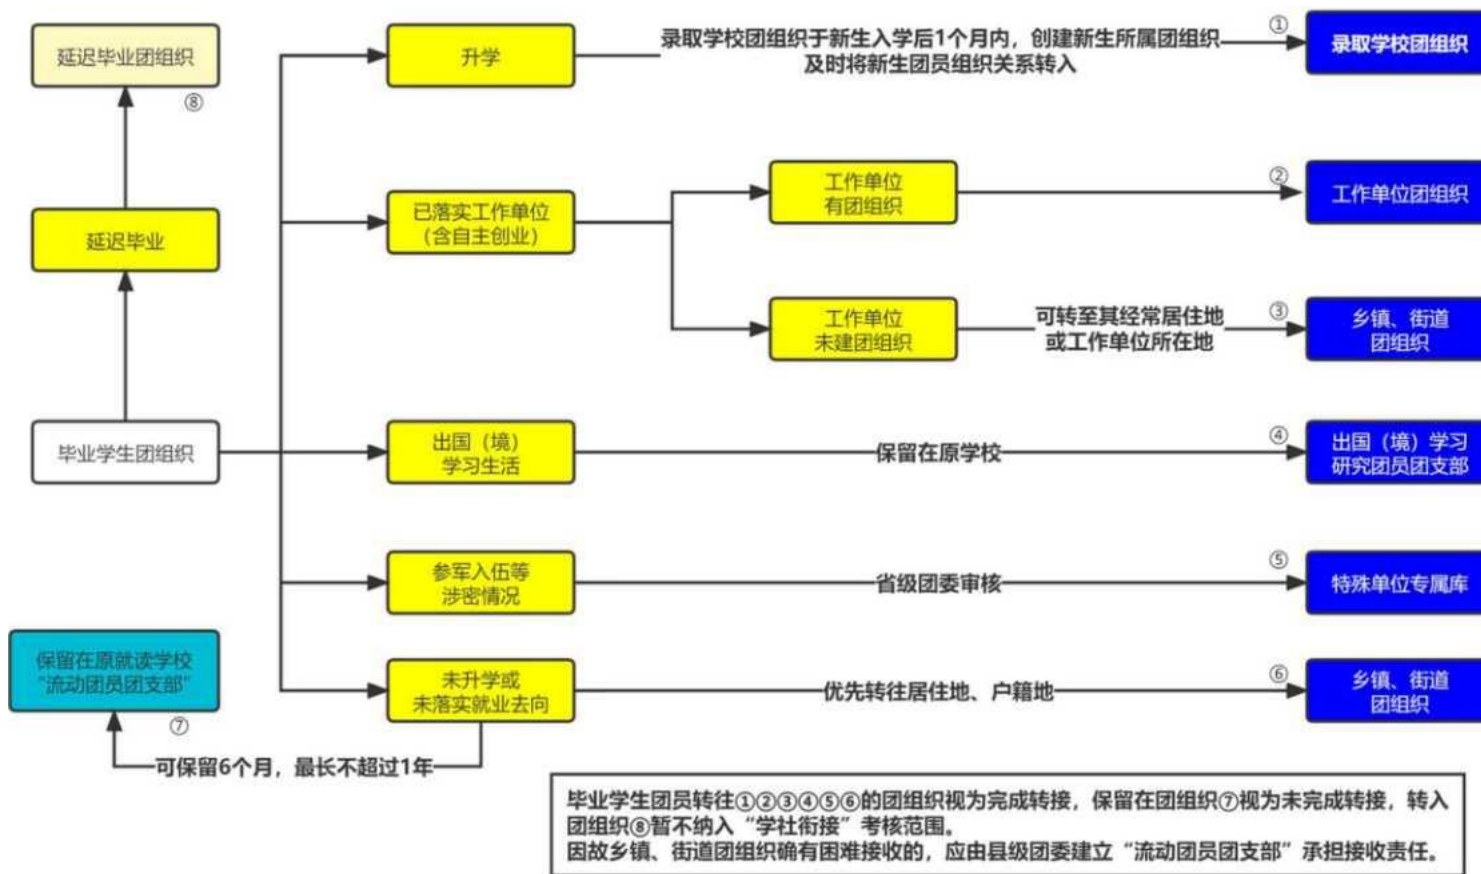 延迟毕业团组织
⑧
延迟毕业
毕业学生团组织
保留在原就读学校
“流动团员团支部”
⑦
可保留6个月，最长不超过1年
升学
录取学校团组织于新生入学后1个月内，创建新生所属团组织
及时将新生团员组织关系转入
①
录取学校团组织
已落实工作单位
（含自主创业）
工作单位
有团组织
②
工作单位团组织
工作单位
未建团组织
可转至其经常居住地
或工作单位所在地
③
乡镇、街道
团组织
出国（境）
学习生活
保留在原学校
④
出国（境）学习
研究团员团支部
参军入伍等
涉密情况
省级团委审核
⑤
特殊单位专属库
未升学或
未落实就业去向
优先转往居住地、户籍地
⑥
乡镇、街道
团组织
毕业学生团员转往①②③④⑤⑥的团组织视为完成转接，保留在团组织⑦视为未完成转接，转入
团组织⑧暂不纳入“学社衔接”考核范围。
因故乡镇、街道团组织确有困难接收的，应由县级团委建立“流动团员团支部”承担接收责任。